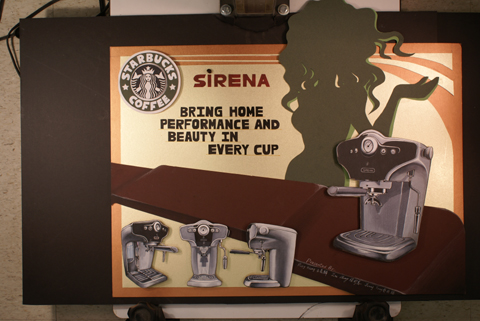 STARBUCKS
COFFEE
SIRENA
BRING HOME
PERFORMANCE AND
BEAUTY IN
EVERY CUP